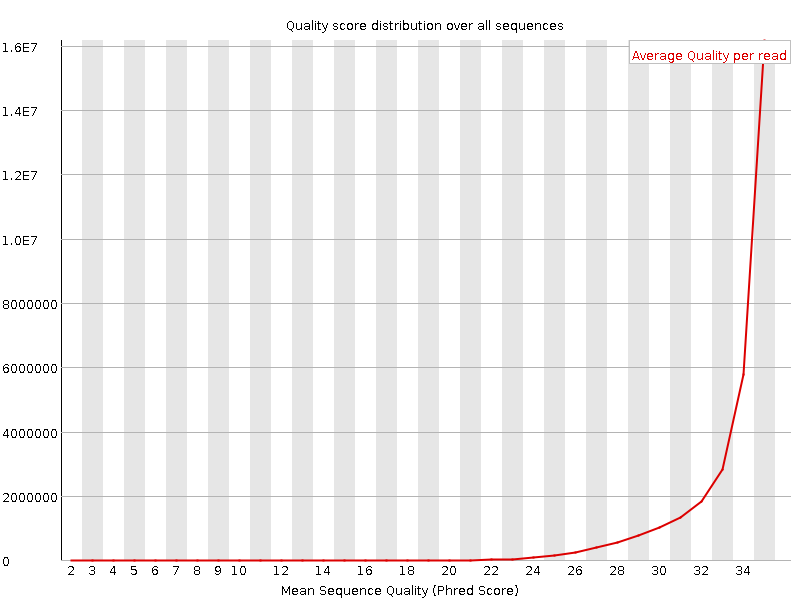 Quality score distribution over all sequences
Average Quality per read
1.6E7
1.4E7
1.2E7
1.0E7
8000000
6000000
4000000
2000000
0
2 3 4 5 6 7 8 9 10 12 14 16 18 20 22 24 26 28 30 32 34
Mean Sequence Quality (Phred Score)